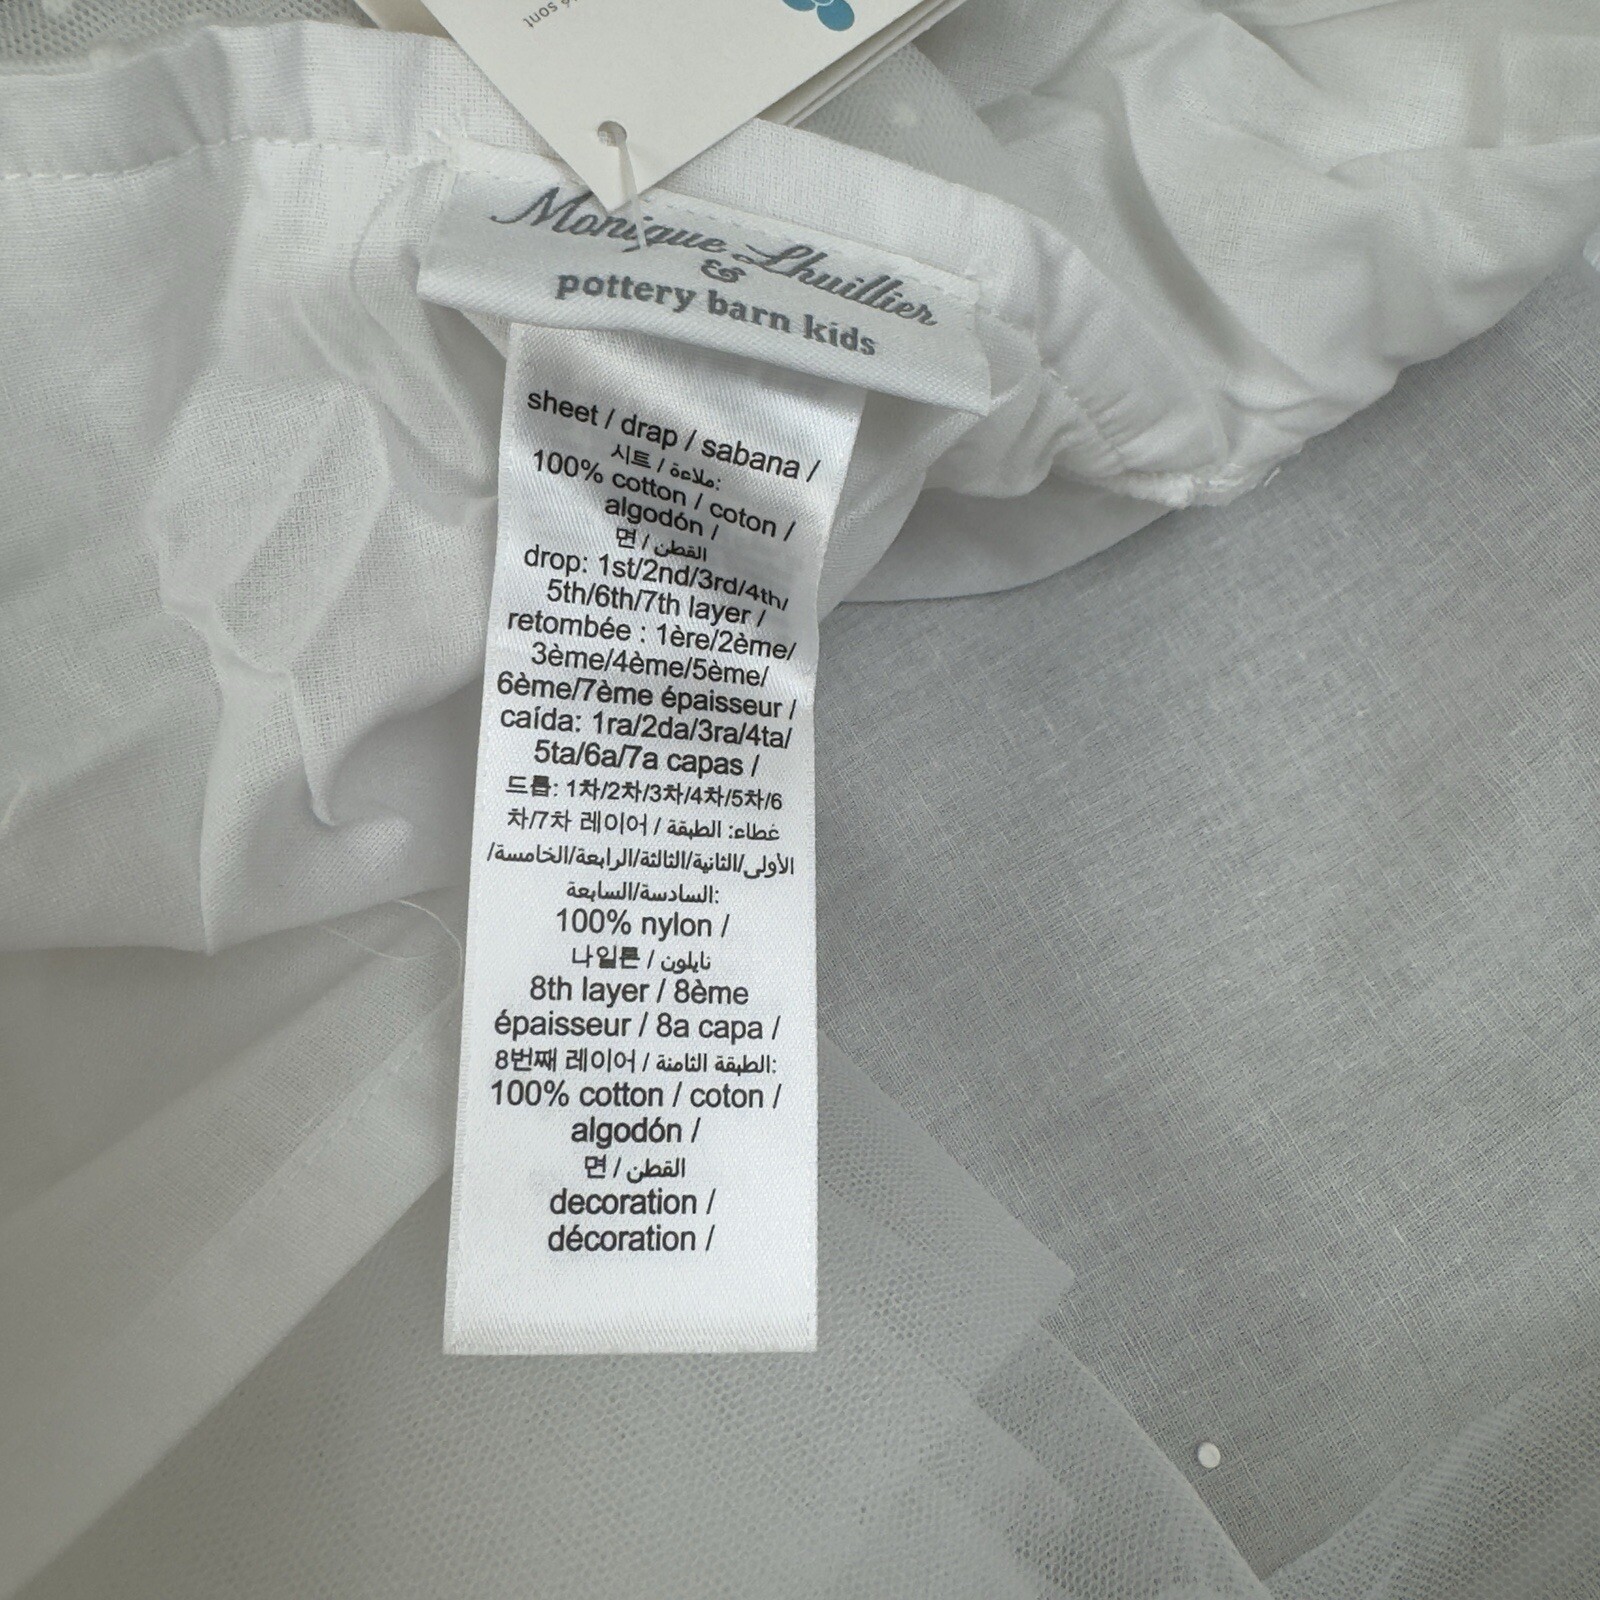 é sont
Monique Lhuillier
&
pottery barn kids
sheet / drap / sabana /
시트 / ملاءة:
100% cotton / coton /
algodón /
면 / القطن
drop: 1st/2nd/3rd/4th/
5th/6th/7th layer /
retombée : 1ère/2ème/
3ème/4ème/5ème/
6ème/7ème épaisseur /
caída: 1ra/2da/3ra/4ta/
5ta/6a/7a capas /
드롭: 1차/2차/3차/4차/5차/6
차/7차 레이어 / غطاء: الطبقة
الأولى/الثانية/الثالثة/الرابعة/الخامسة/
السادسة/السابعة:
100% nylon /
나일론 / نايلون
8th layer / 8ème
épaisseur / 8a capa /
8번째 레이어 / الطبقة الثامنة:
100% cotton / coton /
algodón /
면 / القطن
decoration /
décoration /